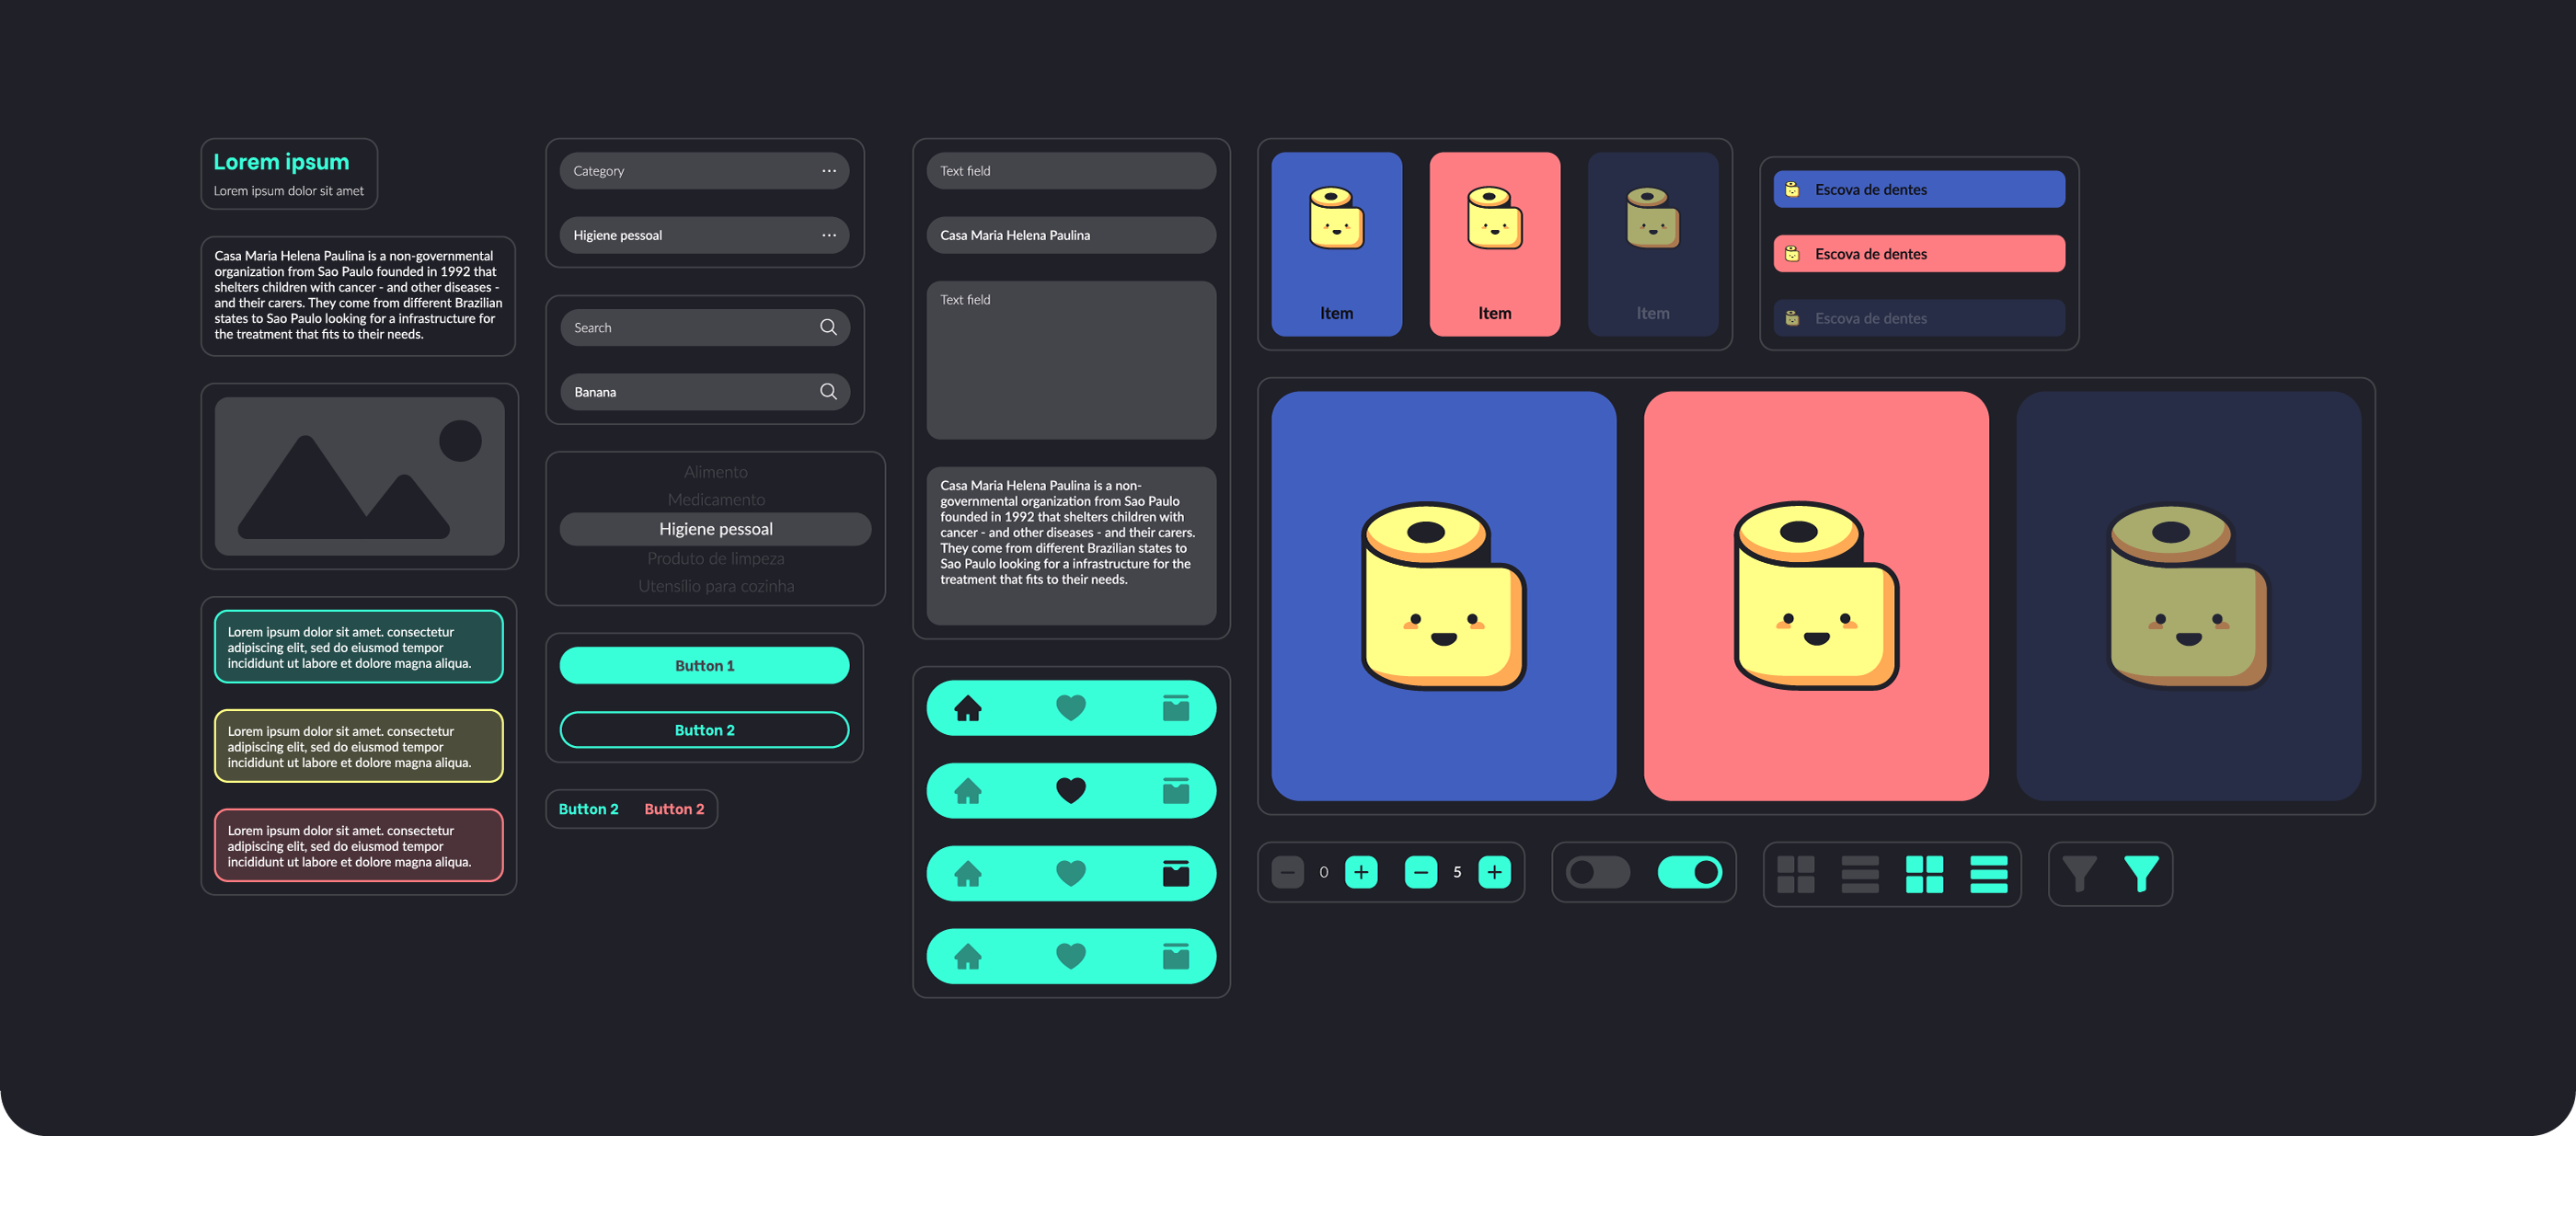 Lorem ipsum
Lorem ipsum dolor sit amet
Casa Maria Helena Paulina is a non-governmental
organization from Sao Paulo founded in 1992 that
shelters children with cancer - and other diseases -
and their carers. They come from different Brazilian
states to Sao Paulo looking for a infrastructure for
the treatment that fits to their needs.
Lorem ipsum dolor sit amet. consectetur
adipiscing elit, sed do eiusmod tempor
incididunt ut labore et dolore magna aliqua.
Lorem ipsum dolor sit amet. consectetur
adipiscing elit, sed do eiusmod tempor
incididunt ut labore et dolore magna aliqua.
Lorem ipsum dolor sit amet. consectetur
adipiscing elit, sed do eiusmod tempor
incididunt ut labore et dolore magna aliqua.
Category
Higiene pessoal
Search
Banana
Alimento
Medicamento
Higiene pessoal
Produto de limpeza
Utensílio para cozinha
Button 1
Button 2
Button 2 Button 2
Text field
Casa Maria Helena Paulina
Text field
Casa Maria Helena Paulina is a non-
governmental organization from Sao Paulo
founded in 1992 that shelters children with
cancer - and other diseases - and their carers.
They come from different Brazilian states to
Sao Paulo looking for a infrastructure for the
treatment that fits to their needs.
Item Item Item
Escova de dentes
Escova de dentes
Escova de dentes
0 5